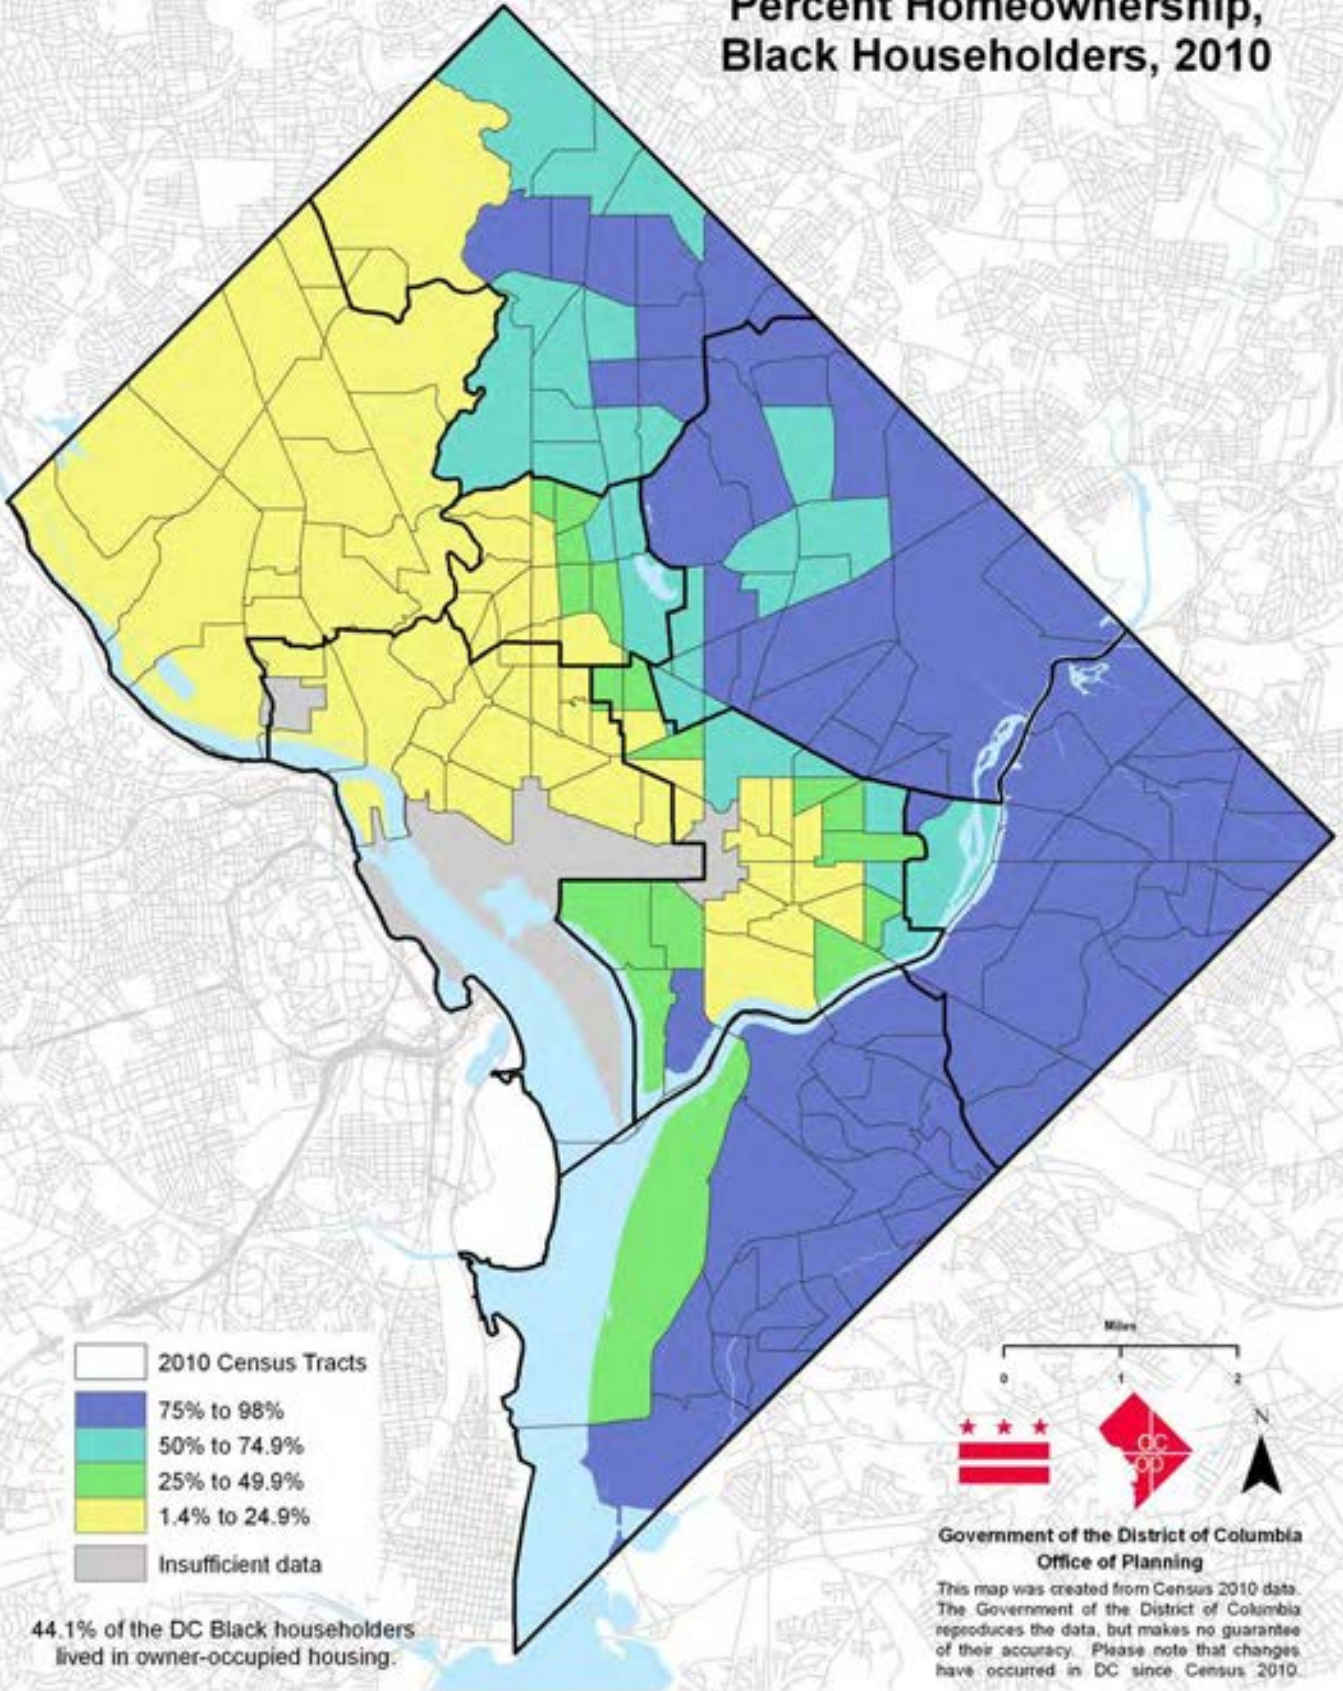 Percent Homeownership,
Black Householders, 2010
2010 Census Tracts
75% to 98%
50% to 74.9%
25% to 49.9%
1.4% to 24.9%
Insufficient data
44.1% of the DC Black householders
lived in owner-occupied housing.
Miles
0 1 2
N
dc
op
Government of the District of Columbia
Office of Planning
This map was created from Census 2010 data.
The Government of the District of Columbia
reproduces the data, but makes no guarantee
of their accuracy. Please note that changes
have occurred in DC since Census 2010.